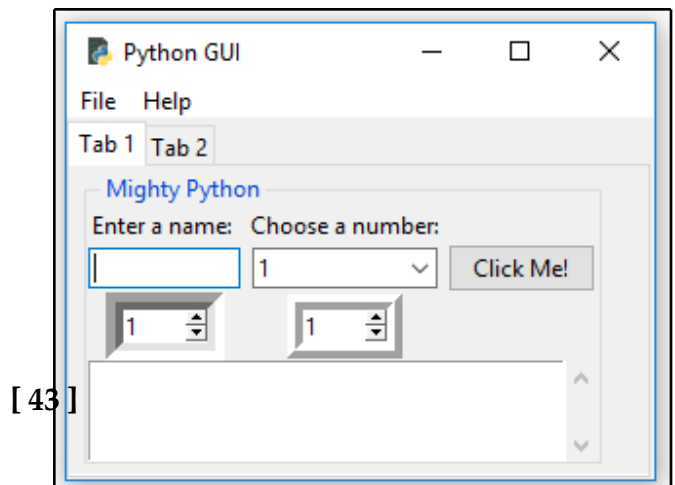 Python GUI
File Help
Tab 1 Tab 2
Mighty Python
Enter a name: Choose a number:
1 Click Me!
1 1
[ 43 ]